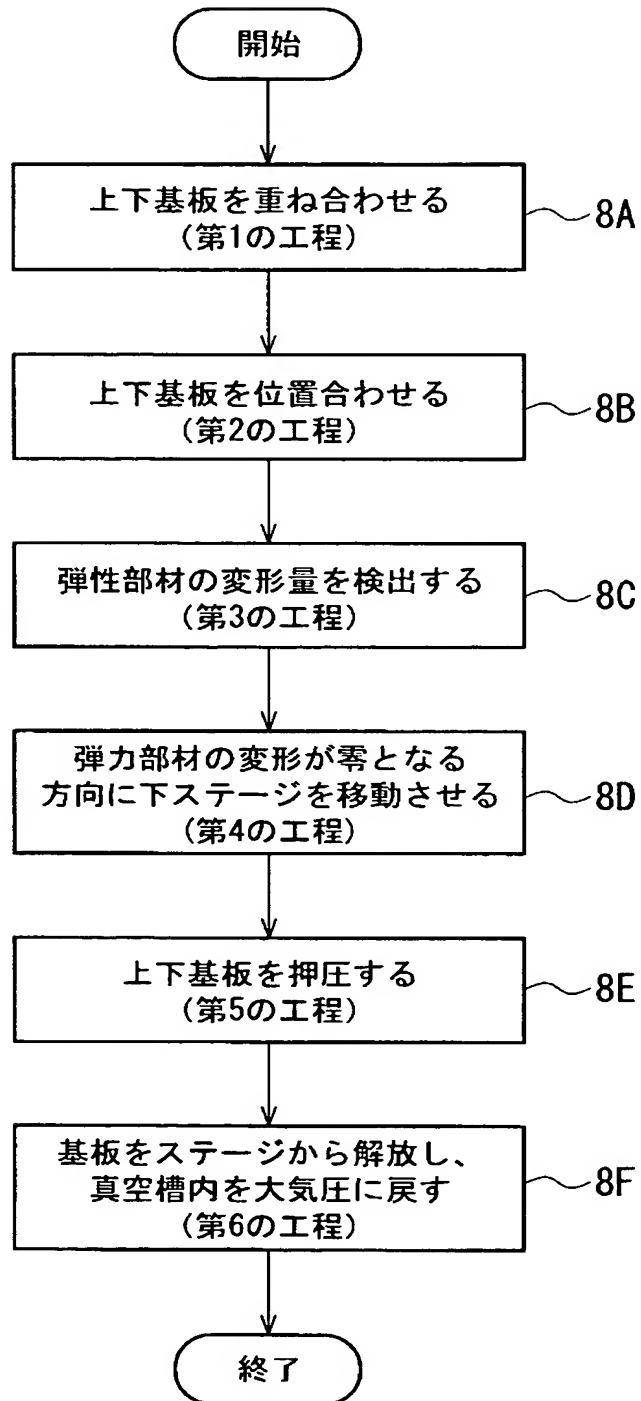 開始
上下基板を重ね合わせる
(第1の工程)
8A
上下基板を位置合わせる
(第2の工程)
8B
弾性部材の変形量を検出する
(第3の工程)
8C
弾力部材の変形が零となる
方向に下ステージを移動させる
(第4の工程)
8D
上下基板を押圧する
(第5の工程)
8E
基板をステージから解放し、
真空槽内を大気圧に戻す
(第6の工程)
8F
終了